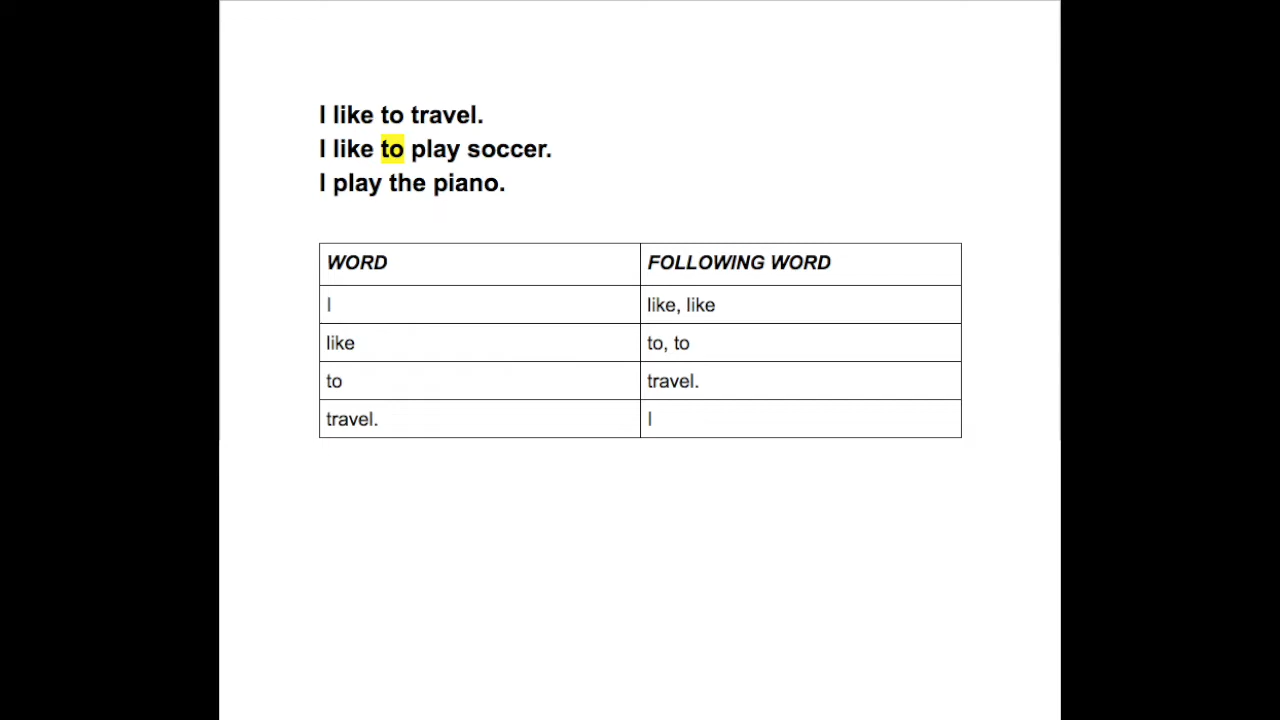 I like to travel.
I like to play soccer.
I play the piano.
WORD FOLLOWING WORD
I like, like
like to, to
to travel.
travel. I